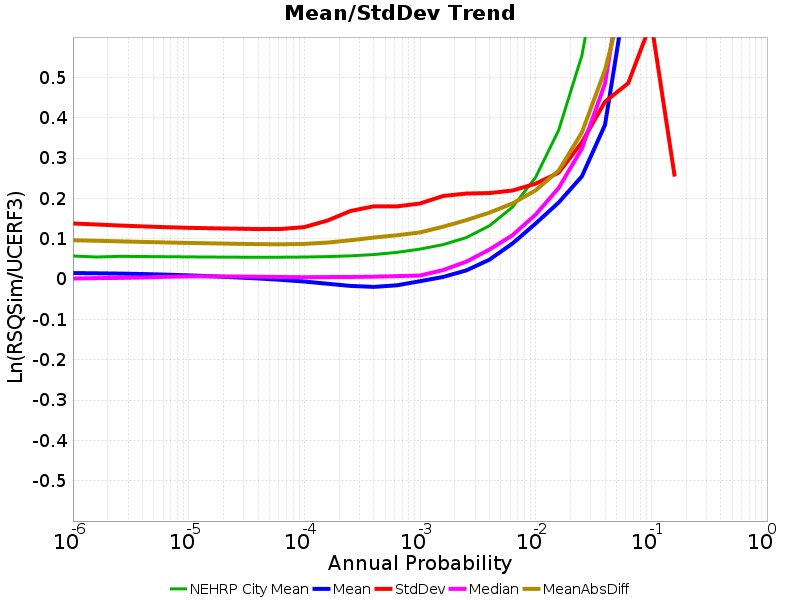 Mean/StdDev Trend
Ln(RSQSim/UCERF3)
0.5
0.4
0.3
0.2
0.1
0
-0.1
-0.2
-0.3
-0.4
-0.5
10^-6 10^-5 10^-4 10^-3 10^-2 10^-1 10^0
Annual Probability
NEHRP City Mean Mean StdDev Median MeanAbsDiff